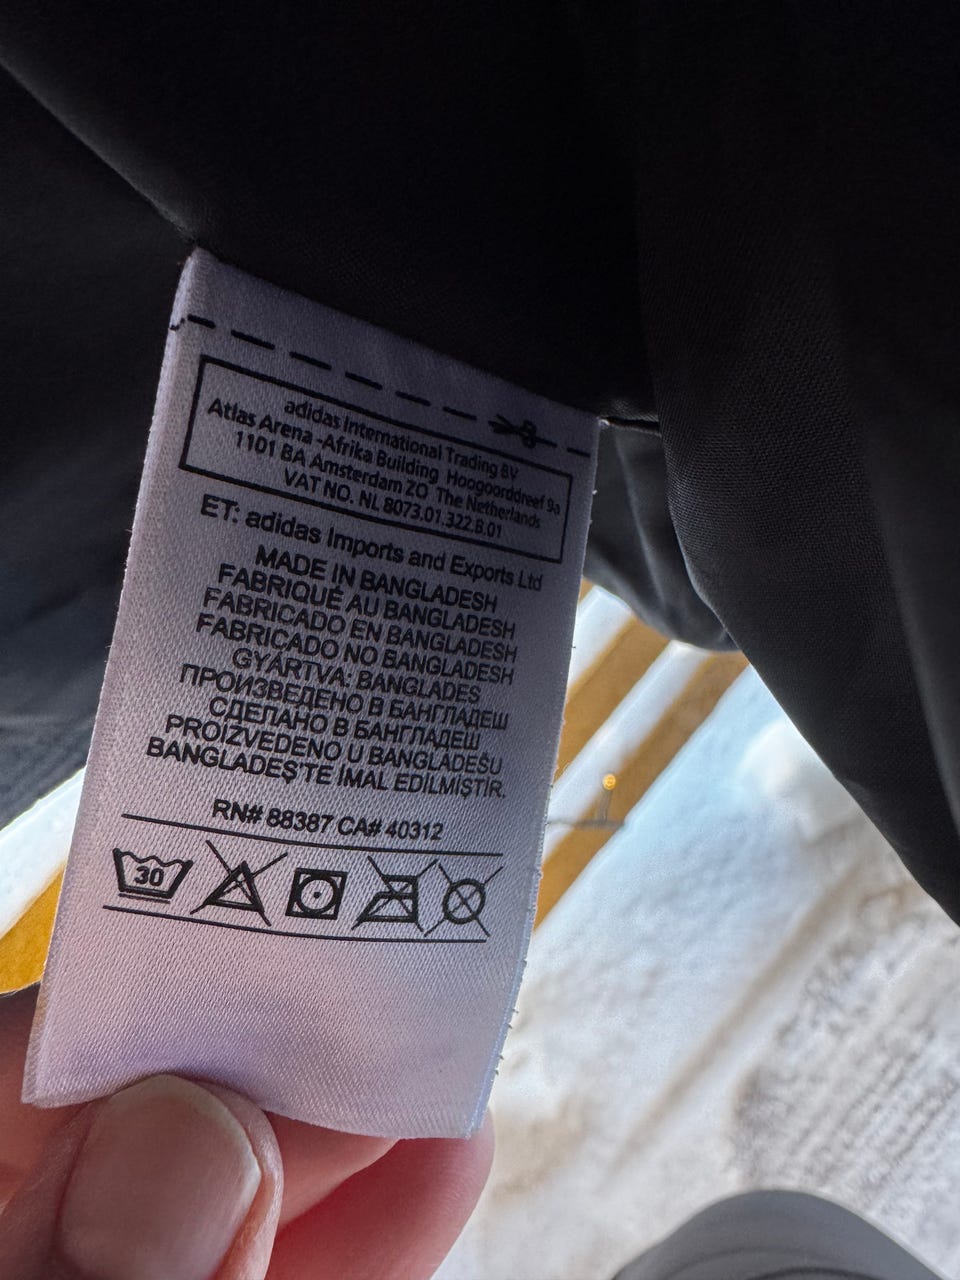 adidas International Trading BV
Atlas Arena -Afrika Building Hoogoorddreef 9a
1101 BA Amsterdam ZO The Netherlands
VAT NO. NL 8073.01.322.B.01
ET: adidas Imports and Exports Ltd
MADE IN BANGLADESH
FABRIQUÉ AU BANGLADESH
FABRICADO EN BANGLADESH
FABRICADO NO BANGLADESH
GYÁRTVA: BANGLADES
ПРОИЗВЕДЕНО В БАНГЛАДЕШ
СДЕЛАНО В БАНГЛАДЕШ
PROIZVEDENO U BANGLADEŠU
BANGLADEŞ'TE İMAL EDİLMİŞTİR.
RN# 88387 CA# 40312
30